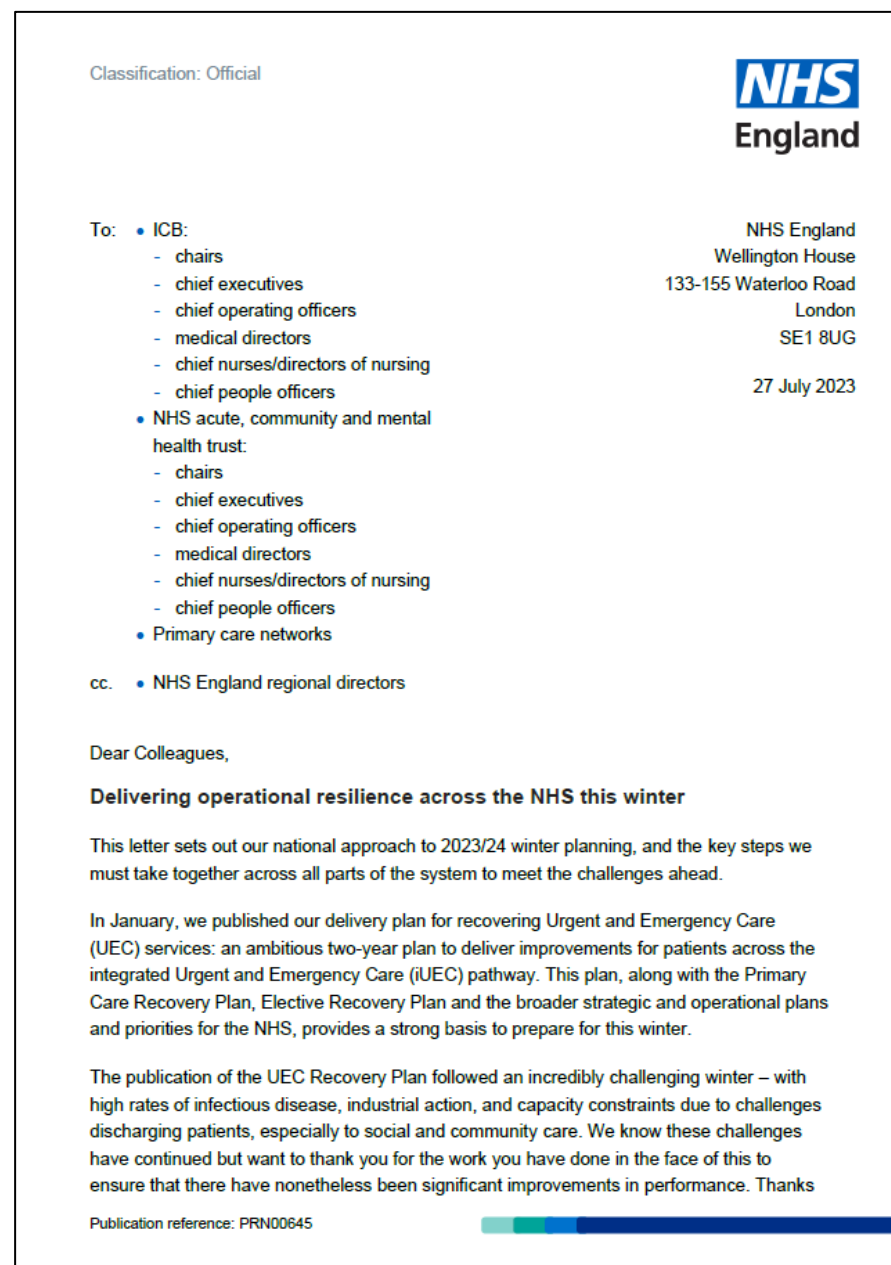 Classification: Official
NHS
England
To: • ICB:
- chairs
- chief executives
- chief operating officers
- medical directors
- chief nurses/directors of nursing
- chief people officers
• NHS acute, community and mental
health trust:
- chairs
- chief executives
- chief operating officers
- medical directors
- chief nurses/directors of nursing
- chief people officers
• Primary care networks
cc. • NHS England regional directors
NHS England
Wellington House
133-155 Waterloo Road
London
SE1 8UG
27 July 2023
Dear Colleagues,
Delivering operational resilience across the NHS this winter
This letter sets out our national approach to 2023/24 winter planning, and the key steps we
must take together across all parts of the system to meet the challenges ahead.
In January, we published our delivery plan for recovering Urgent and Emergency Care
(UEC) services: an ambitious two-year plan to deliver improvements for patients across the
integrated Urgent and Emergency Care (iUEC) pathway. This plan, along with the Primary
Care Recovery Plan, Elective Recovery Plan and the broader strategic and operational plans
and priorities for the NHS, provides a strong basis to prepare for this winter.
The publication of the UEC Recovery Plan followed an incredibly challenging winter – with
high rates of infectious disease, industrial action, and capacity constraints due to challenges
discharging patients, especially to social and community care. We know these challenges
have continued but want to thank you for the work you have done in the face of this to
ensure that there have nonetheless been significant improvements in performance. Thanks
Publication reference: PRN00645